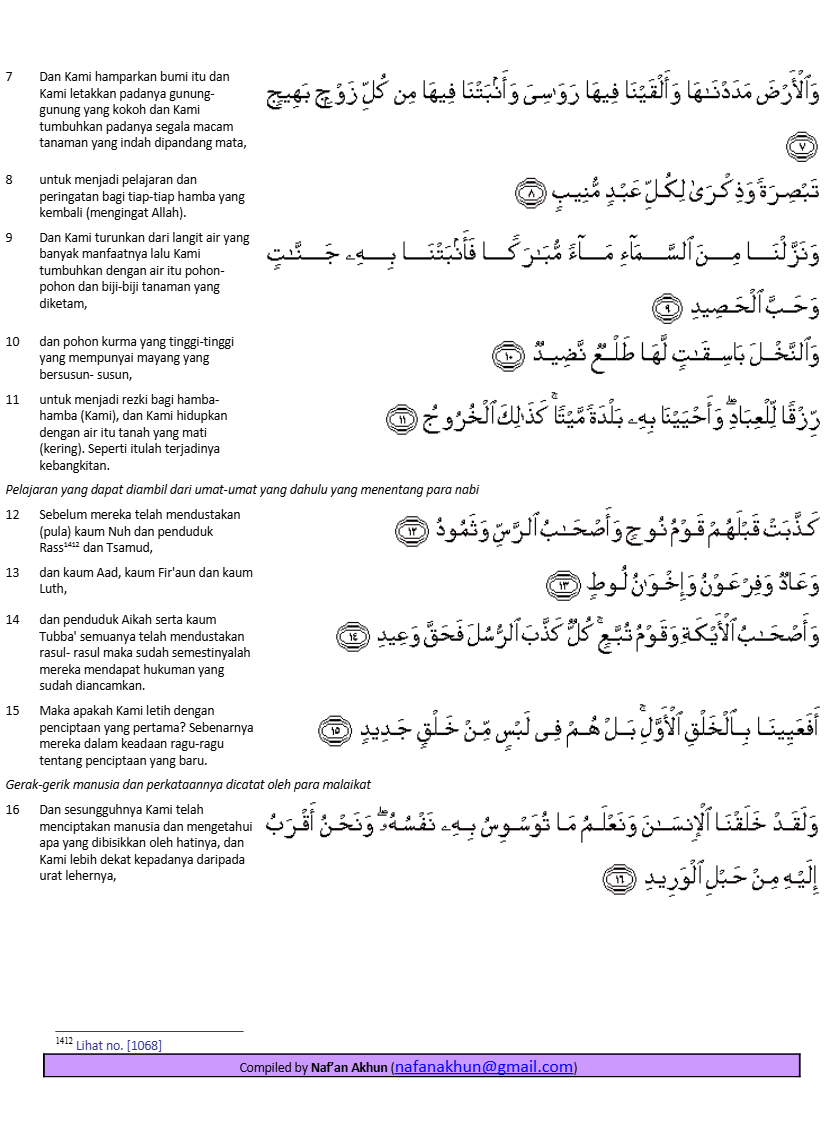 7 Dan Kami hamparkan bumi itu dan
Kami letakkan padanya gunung-
gunung yang kokoh dan Kami
tumbuhkan padanya segala macam
tanaman yang indah dipandang mata,
وَٱلْأَرْضَ مَدَدْنَـٰهَا وَأَلْقَيْنَا فِيهَا رَوَٰسِىَ وَأَنۢبَتْنَا فِيهَا مِن كُلِّ زَوْجٍۭ بَهِيجٍ
٧
8 untuk menjadi pelajaran dan
peringatan bagi tiap-tiap hamba yang
kembali (mengingat Allah).
تَبْصِرَةً وَذِكْرَىٰ لِكُلِّ عَبْدٍ مُّنِيبٍ ٨
9 Dan Kami turunkan dari langit air yang
banyak manfaatnya lalu Kami
tumbuhkan dengan air itu pohon-
pohon dan biji-biji tanaman yang
diketam,
وَنَزَّلْنَا مِنَ ٱلسَّمَآءِ مَآءً مُّبَـٰرَكًا فَأَنۢبَتْنَا بِهِۦ جَنَّـٰتٍ
وَحَبَّ ٱلْحَصِيدِ ٩
10 dan pohon kurma yang tinggi-tinggi
yang mempunyai mayang yang
bersusun- susun,
وَٱلنَّخْلَ بَاسِقَـٰتٍ لَّهَا طَلْعٌ نَّضِيدٌ ١٠
11 untuk menjadi rezki bagi hamba-
hamba (Kami), dan Kami hidupkan
dengan air itu tanah yang mati
(kering). Seperti itulah terjadinya
kebangkitan.
رِّزْقًا لِّلْعِبَادِ ۖ وَأَحْيَيْنَا بِهِۦ بَلْدَةً مَّيْتًا ۚ كَذَٰلِكَ ٱلْخُرُوجُ ١١
Pelajaran yang dapat diambil dari umat-umat yang dahulu yang menentang para nabi
12 Sebelum mereka telah mendustakan
(pula) kaum Nuh dan penduduk
Rass¹⁴¹² dan Tsamud,
كَذَّبَتْ قَبْلَهُمْ قَوْمُ نُوحٍ وَأَصْحَـٰبُ ٱلرَّسِّ وَثَمُودُ ١٢
13 dan kaum Aad, kaum Fir'aun dan kaum
Luth,
وَعَادٌ وَفِرْعَوْنُ وَإِخْوَٰنُ لُوطٍ ١٣
14 dan penduduk Aikah serta kaum
Tubba' semuanya telah mendustakan
rasul- rasul maka sudah semestinyalah
mereka mendapat hukuman yang
sudah diancamkan.
وَأَصْحَـٰبُ ٱلْأَيْكَةِ وَقَوْمُ تُبَّعٍ ۚ كُلٌّ كَذَّبَ ٱلرُّسُلَ فَحَقَّ وَعِيدِ ١٤
15 Maka apakah Kami letih dengan
penciptaan yang pertama? Sebenarnya
mereka dalam keadaan ragu-ragu
tentang penciptaan yang baru.
أَفَعَيِينَا بِٱلْخَلْقِ ٱلْأَوَّلِ ۚ بَلْ هُمْ فِى لَبْسٍ مِّنْ خَلْقٍ جَدِيدٍ ١٥
Gerak-gerik manusia dan perkataannya dicatat oleh para malaikat
16 Dan sesungguhnya Kami telah
menciptakan manusia dan mengetahui
apa yang dibisikkan oleh hatinya, dan
Kami lebih dekat kepadanya daripada
urat lehernya,
وَلَقَدْ خَلَقْنَا ٱلْإِنسَـٰنَ وَنَعْلَمُ مَا تُوَسْوِسُ بِهِۦ نَفْسُهُۥ ۖ وَنَحْنُ أَقْرَبُ
إِلَيْهِ مِنْ حَبْلِ ٱلْوَرِيدِ ١٦
¹⁴¹² Lihat no. [1068]
Compiled by Naf’an Akhun (nafanakhun@gmail.com)